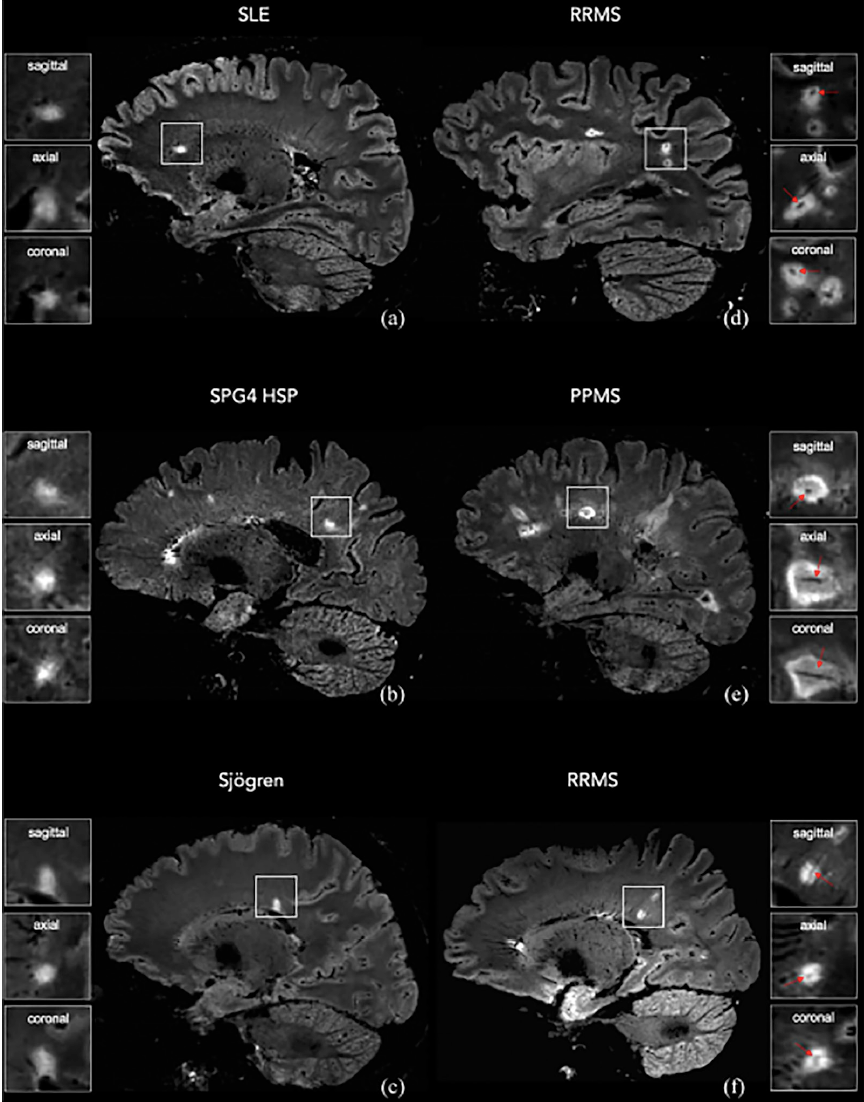 SLE
RRMS
sagittal
axial
coronal
(a)
sagittal
axial
coronal
(d)
SPG4 HSP
PPMS
sagittal
axial
coronal
(b)
sagittal
axial
coronal
(e)
Sjögren
RRMS
sagittal
axial
coronal
(c)
sagittal
axial
coronal
(f)